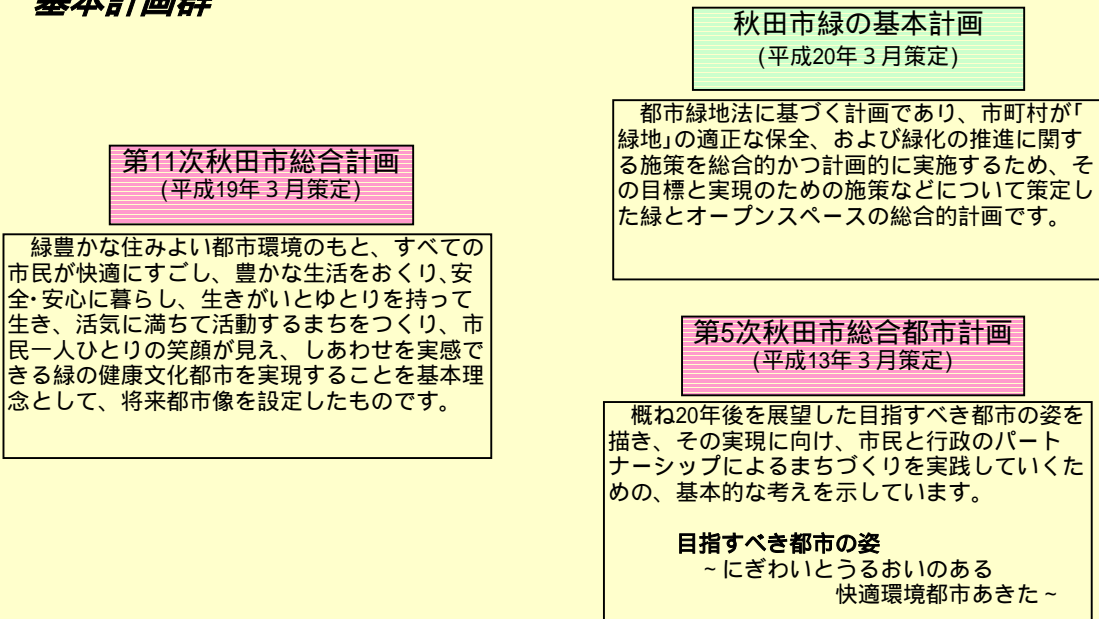 基本計画群
第11次秋田市総合計画
(平成19年３月策定)
緑豊かな住みよい都市環境のもと、すべての
市民が快適にすごし、豊かな生活をおくり、安
全・安心に暮らし、生きがいとゆとりを持って
生き、活気に満ちて活動するまちをつくり、市
民一人ひとりの笑顔が見え、しあわせを実感で
きる緑の健康文化都市を実現することを基本理
念として、将来都市像を設定したものです。
秋田市緑の基本計画
(平成20年３月策定)
都市緑地法に基づく計画であり、市町村が「
緑地」の適正な保全、および緑化の推進に関す
る施策を総合的かつ計画的に実施するため、そ
の目標と実現のための施策などについて策定し
た緑とオープンスペースの総合的計画です。
第5次秋田市総合都市計画
(平成13年３月策定)
概ね20年後を展望した目指すべき都市の姿を
描き、その実現に向け、市民と行政のパート
ナーシップによるまちづくりを実践していくた
めの、基本的な考えを示しています。
目指すべき都市の姿
~にぎわいとうるおいのある
快適環境都市あきた~